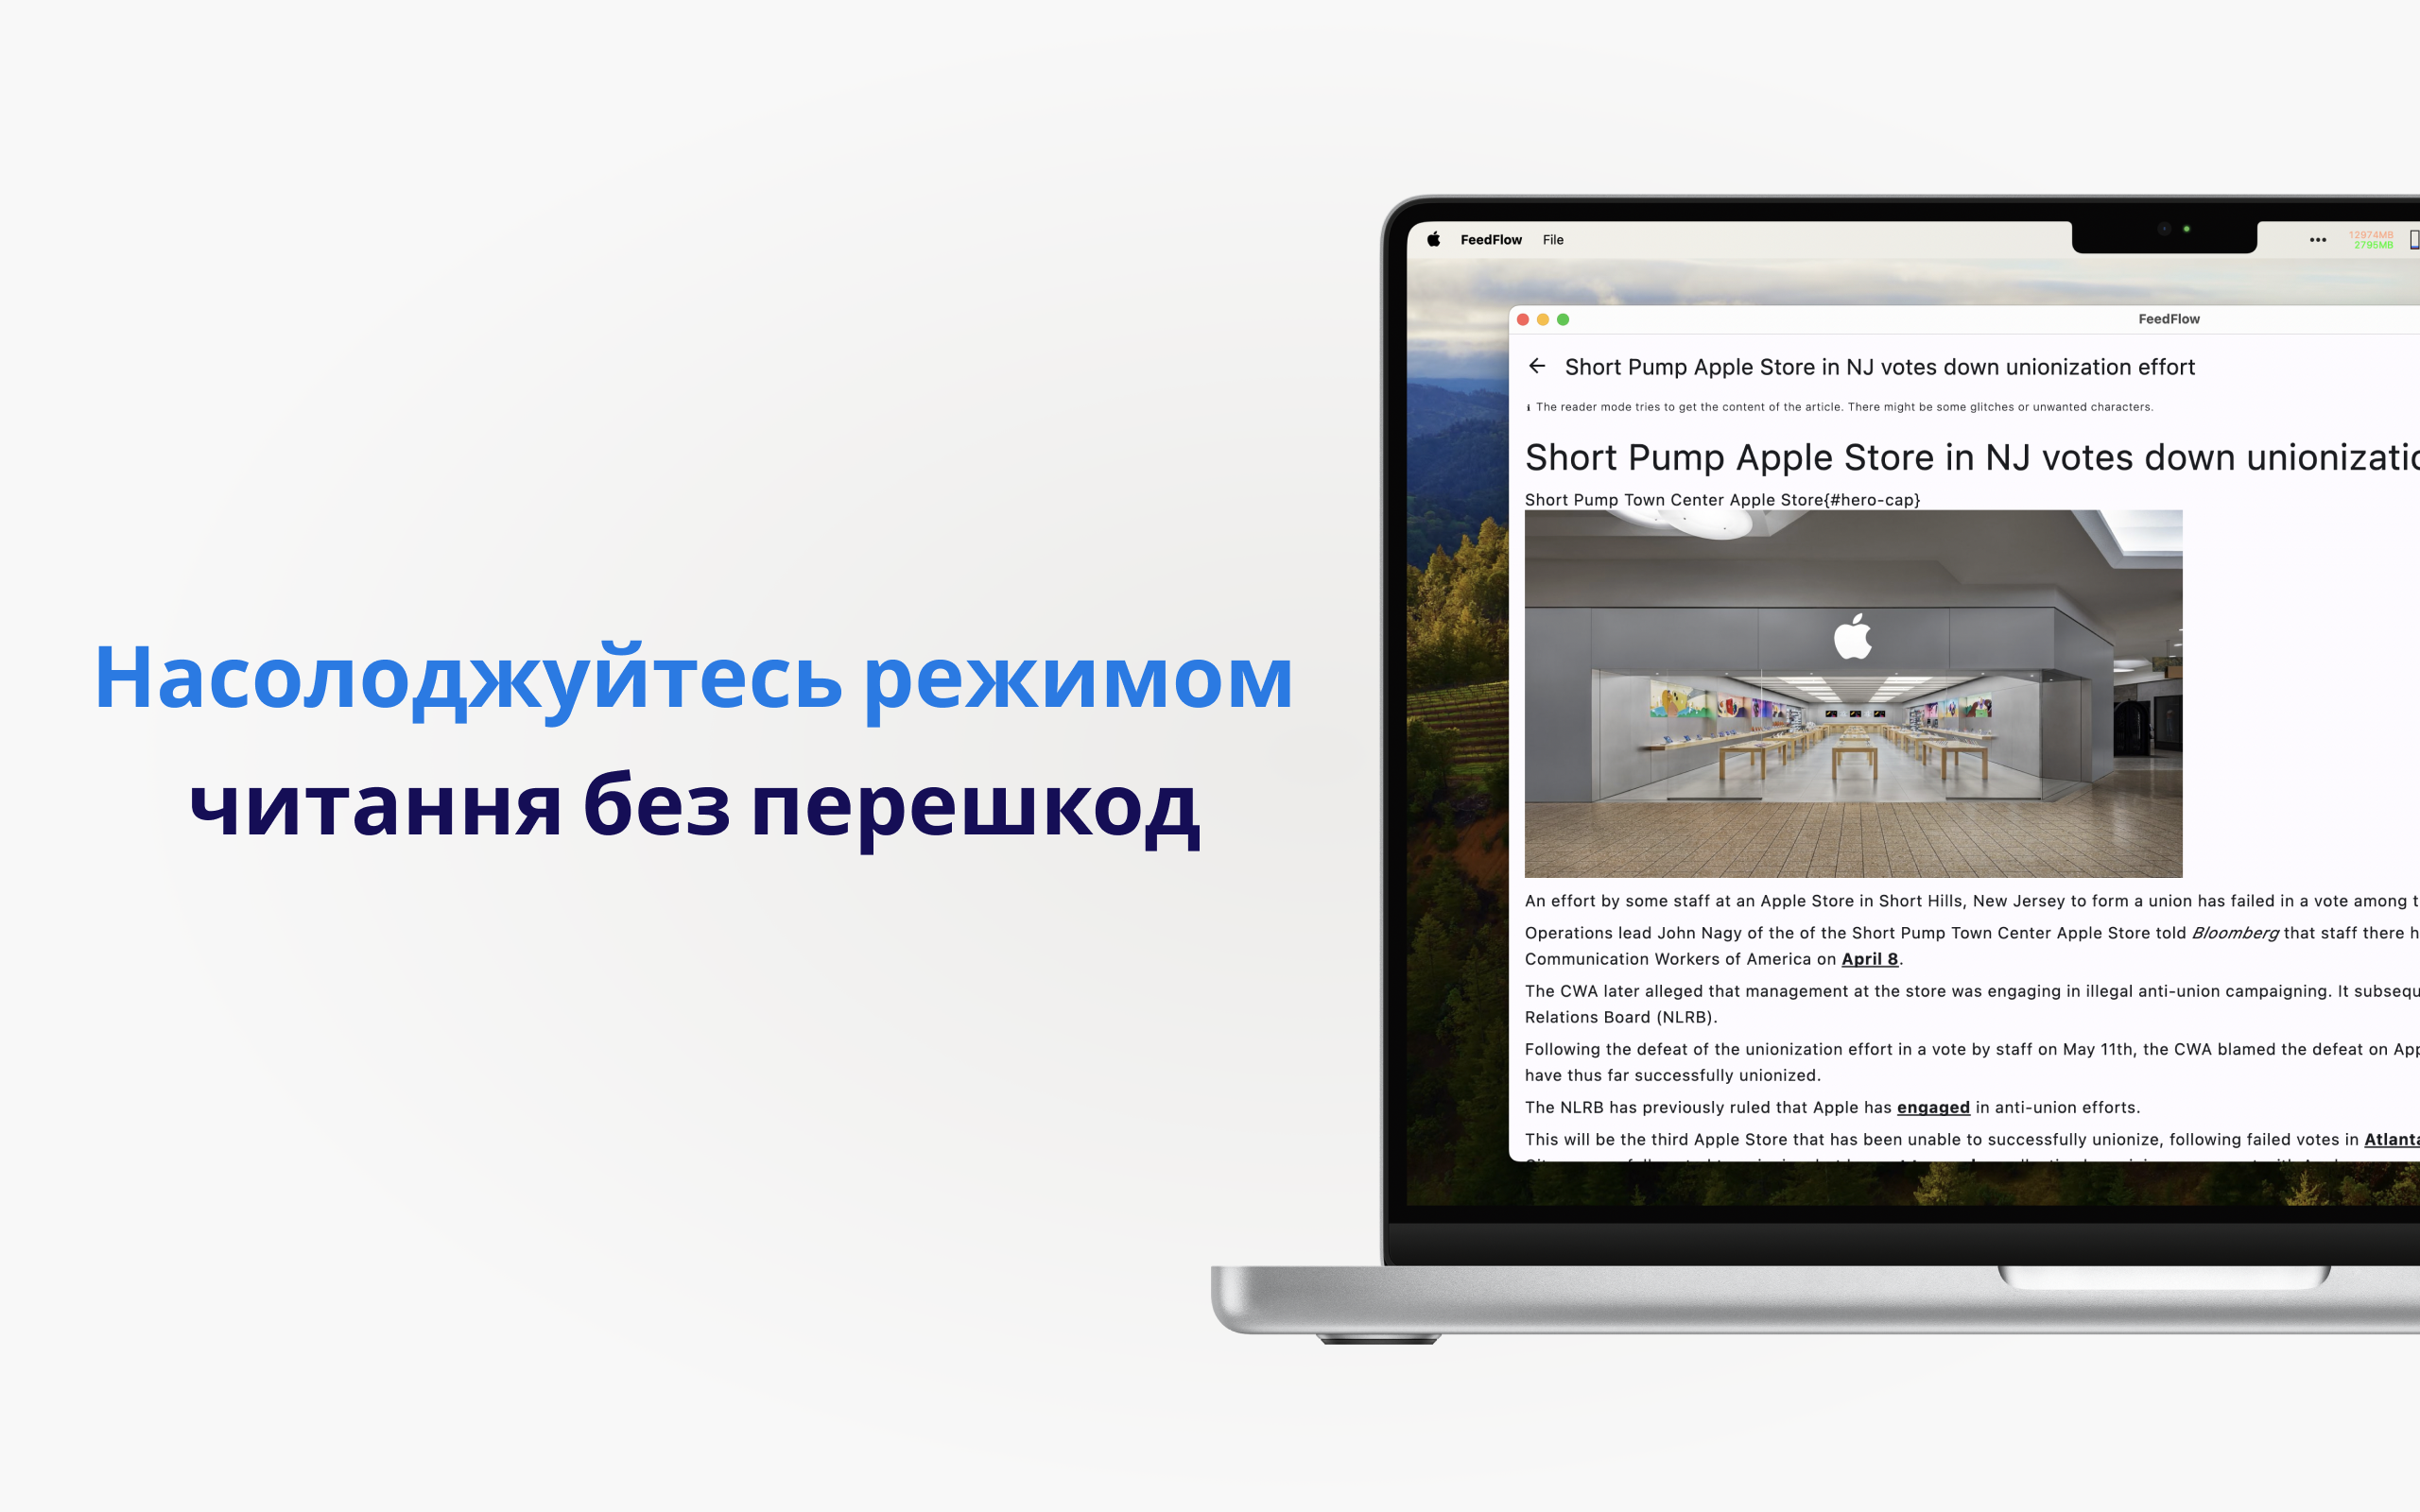 Насолоджуйтесь режимом
читання без перешкод
FeedFlow File
12974MB
2795MB
FeedFlow
Short Pump Apple Store in NJ votes down unionization effort
The reader mode tries to get the content of the article. There might be some glitches or unwanted characters.
Short Pump Apple Store in NJ votes down
Short Pump Town Center Apple Store{#hero-cap}
An effort by some staff at an Apple Store in Short Hills, New Jersey to form a union has failed in a vote among
Operations lead John Nagy of the of the Short Pump Town Center Apple Store told Bloomberg that staff there
Communication Workers of America on April 8.
The CWA later alleged that management at the store was engaging in illegal anti-union campaigning. It
Relations Board (NLRB).
Following the defeat of the unionization effort in a vote by staff on May 11th, the CWA blamed the defeat on
have thus far successfully unionized.
The NLRB has previously ruled that Apple has engaged in anti-union efforts.
This will be the third Apple Store that has been unable to successfully unionize, following failed votes in